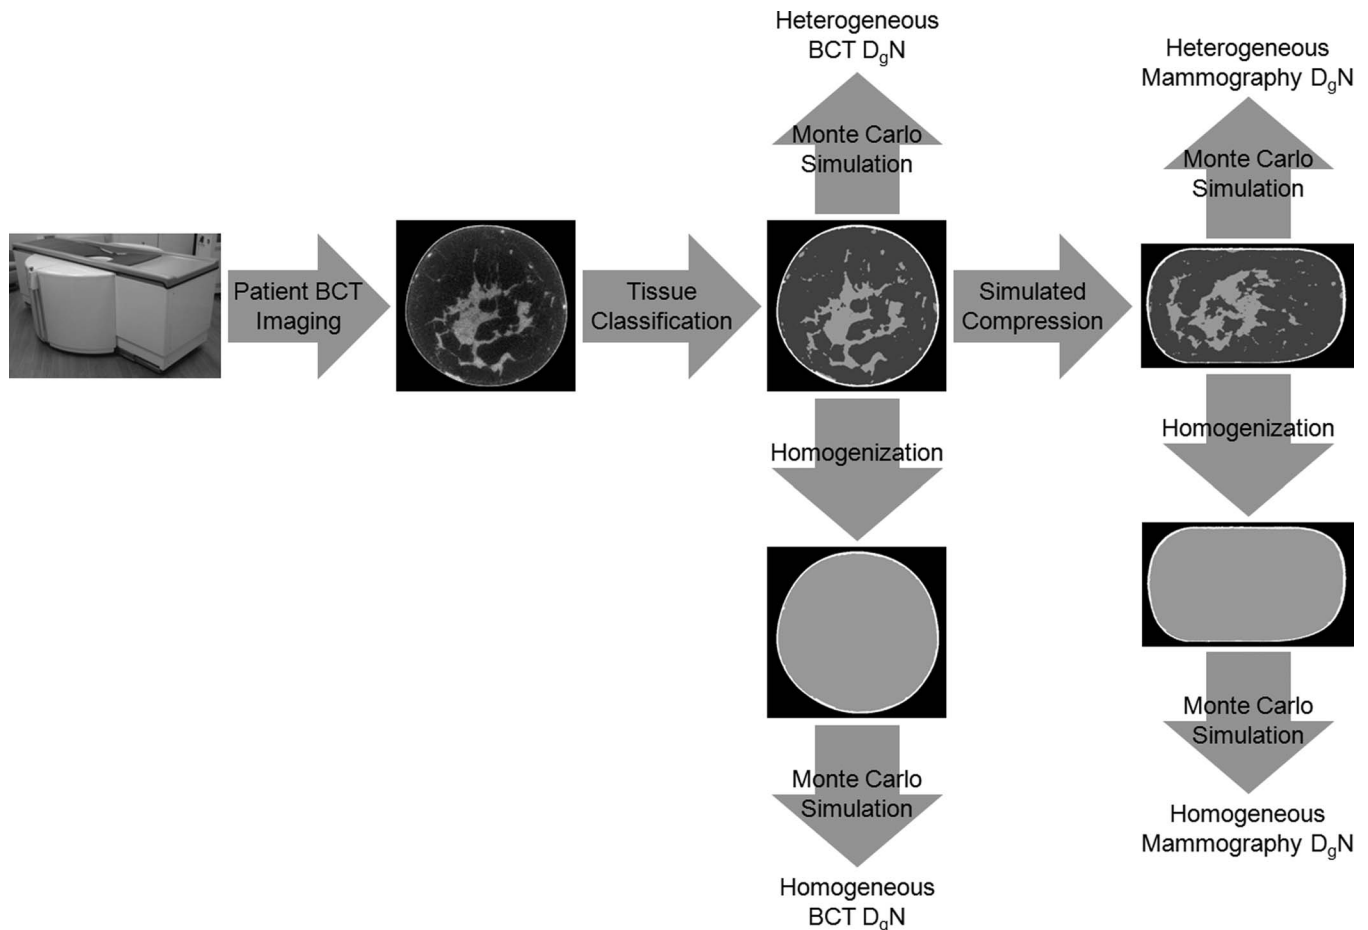 Heterogeneous
BCT DgN
Heterogeneous
Mammography DgN
Monte Carlo
Simulation
Monte Carlo
Simulation
Patient BCT
Imaging
Tissue
Classification
Simulated
Compression
Homogenization
Homogenization
Monte Carlo
Simulation
Monte Carlo
Simulation
Homogeneous
Mammography DgN
Homogeneous
BCT DgN